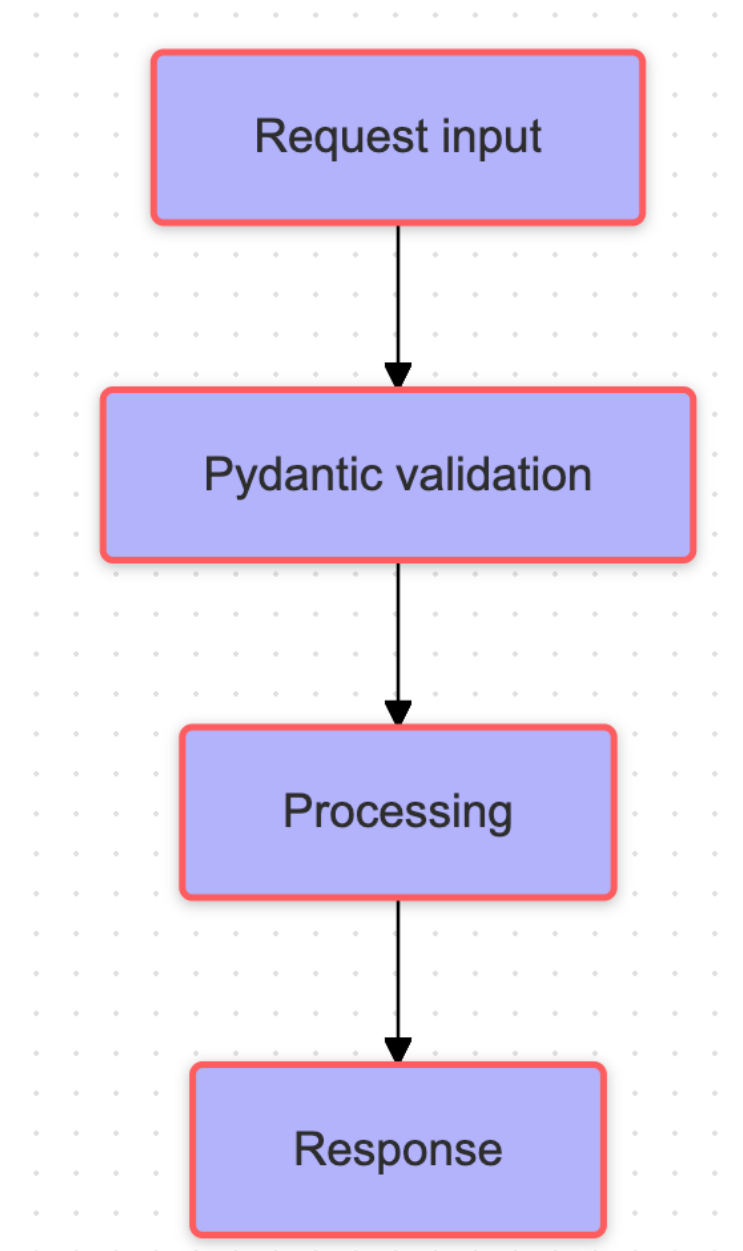 Request input
Pydantic validation
Processing
Response